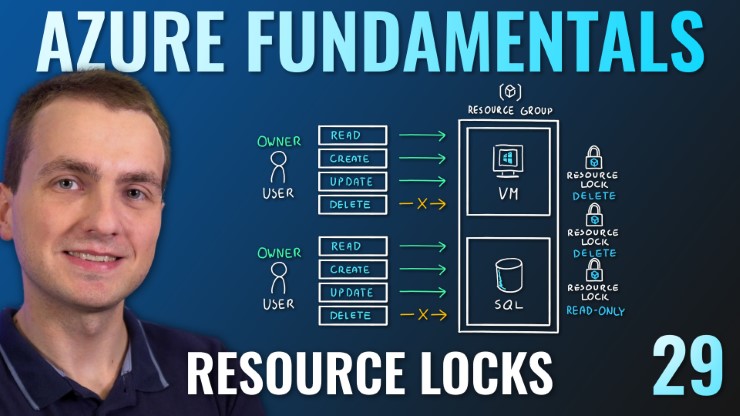 AZURE FUNDAMENTALS
RESOURCE GROUP
OWNER
USER
READ
CREATE
UPDATE
DELETE
X
VM
RESOURCE
LOCK
DELETE
RESOURCE
LOCK
DELETE
OWNER
USER
READ
CREATE
UPDATE
DELETE
X
SQL
RESOURCE
LOCK
READ-ONLY
RESOURCE LOCKS
29